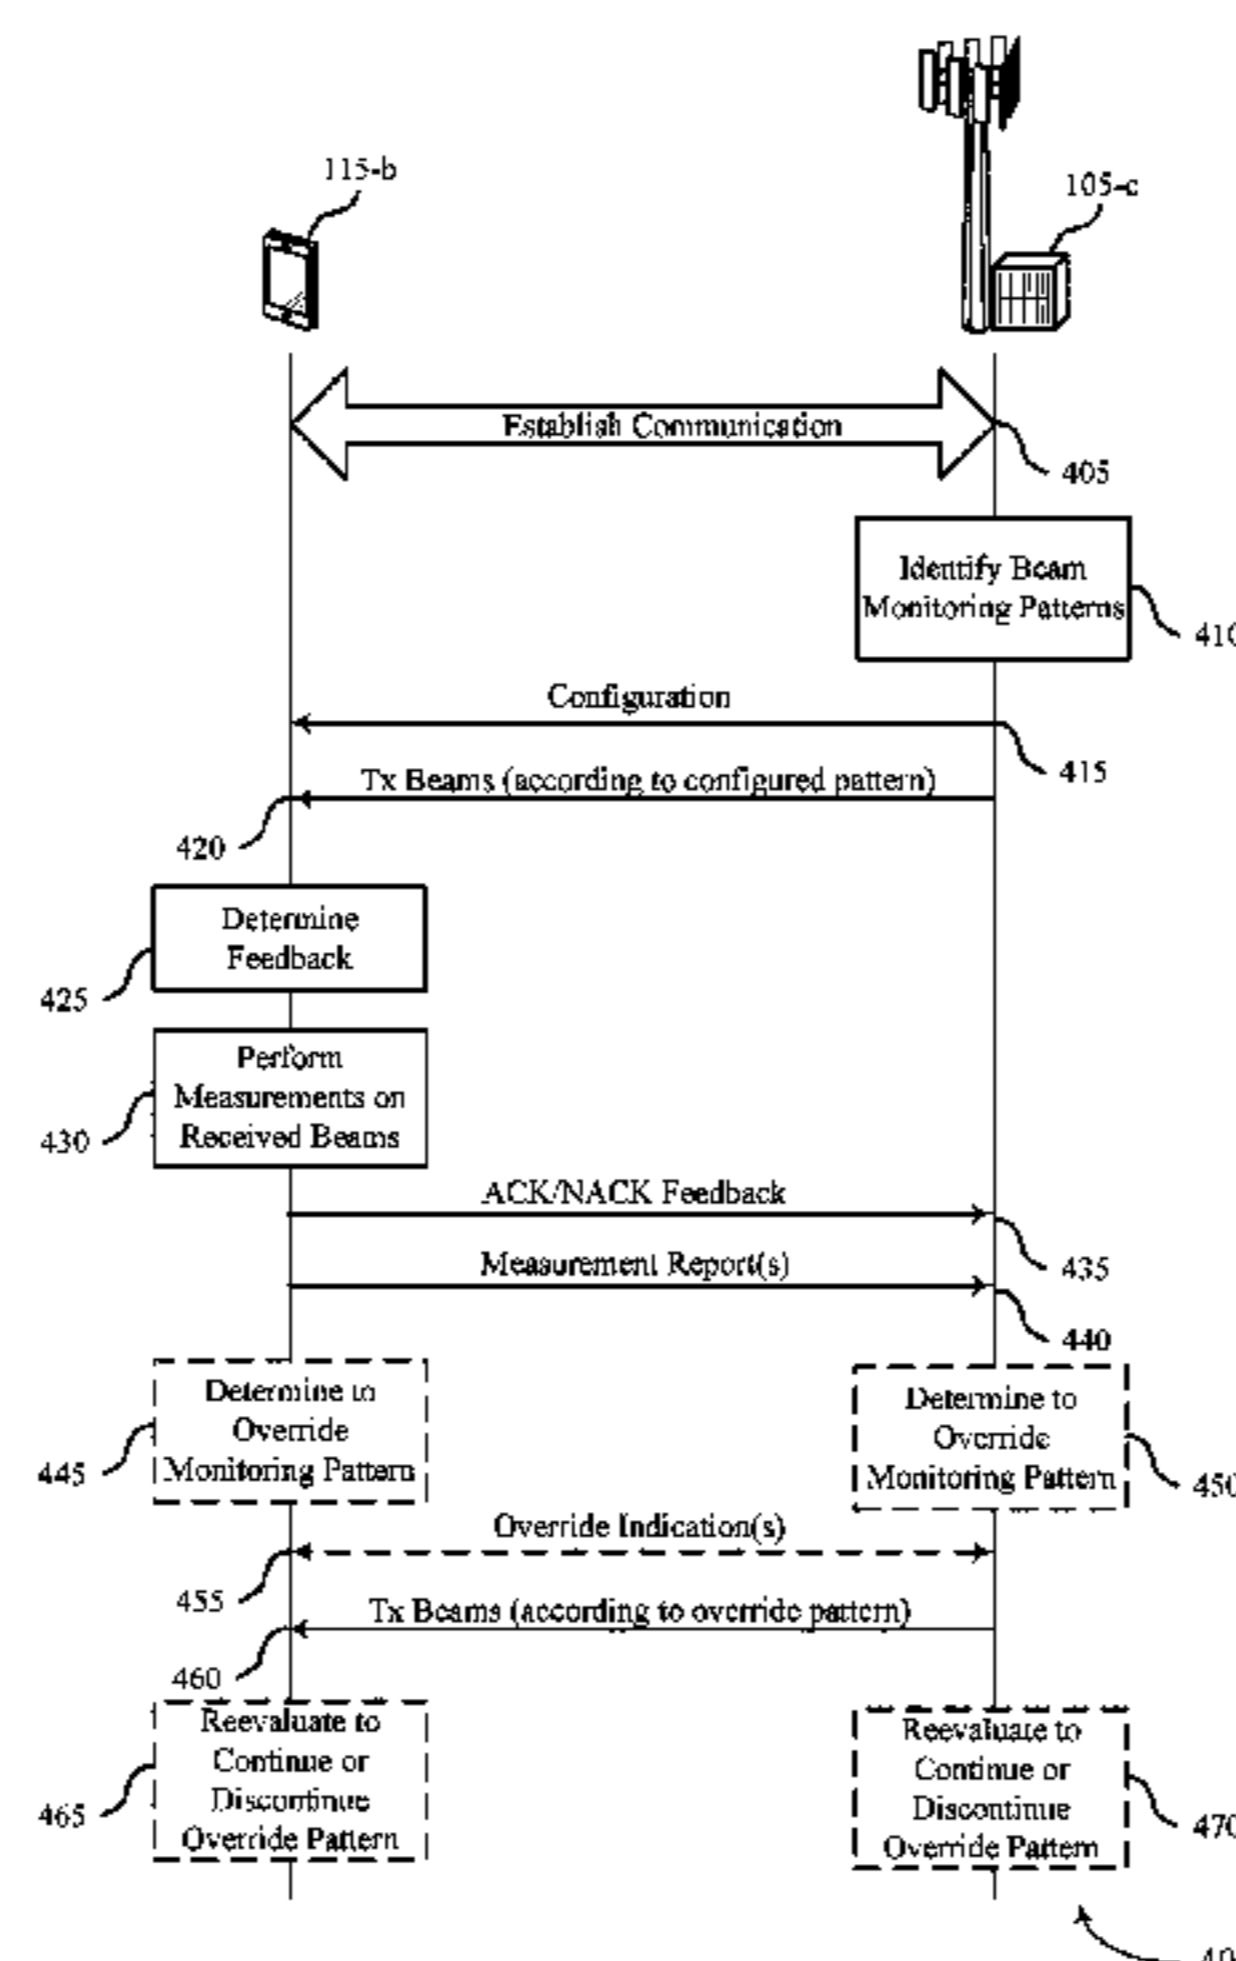 115-b
105-c
Establish Communication
405
Identify Beam
Monitoring Patterns
Configuration
415
Tx Beams (according to configured pattern)
420
Determine
Feedback
425
Perform
Measurements on
Received Beams
430
ACK/NACK Feedback
435
Measurement Report(s)
440
Determine to
Override
Monitoring Pattern
445
Determine to
Override
Monitoring Pattern
450
Override Indication(s)
455
Tx Beams (according to override pattern)
460
Reevaluate to
Continue or
Discontinue
Override Pattern
465
Reevaluate to
Continue or
Discontinue
Override Pattern
470